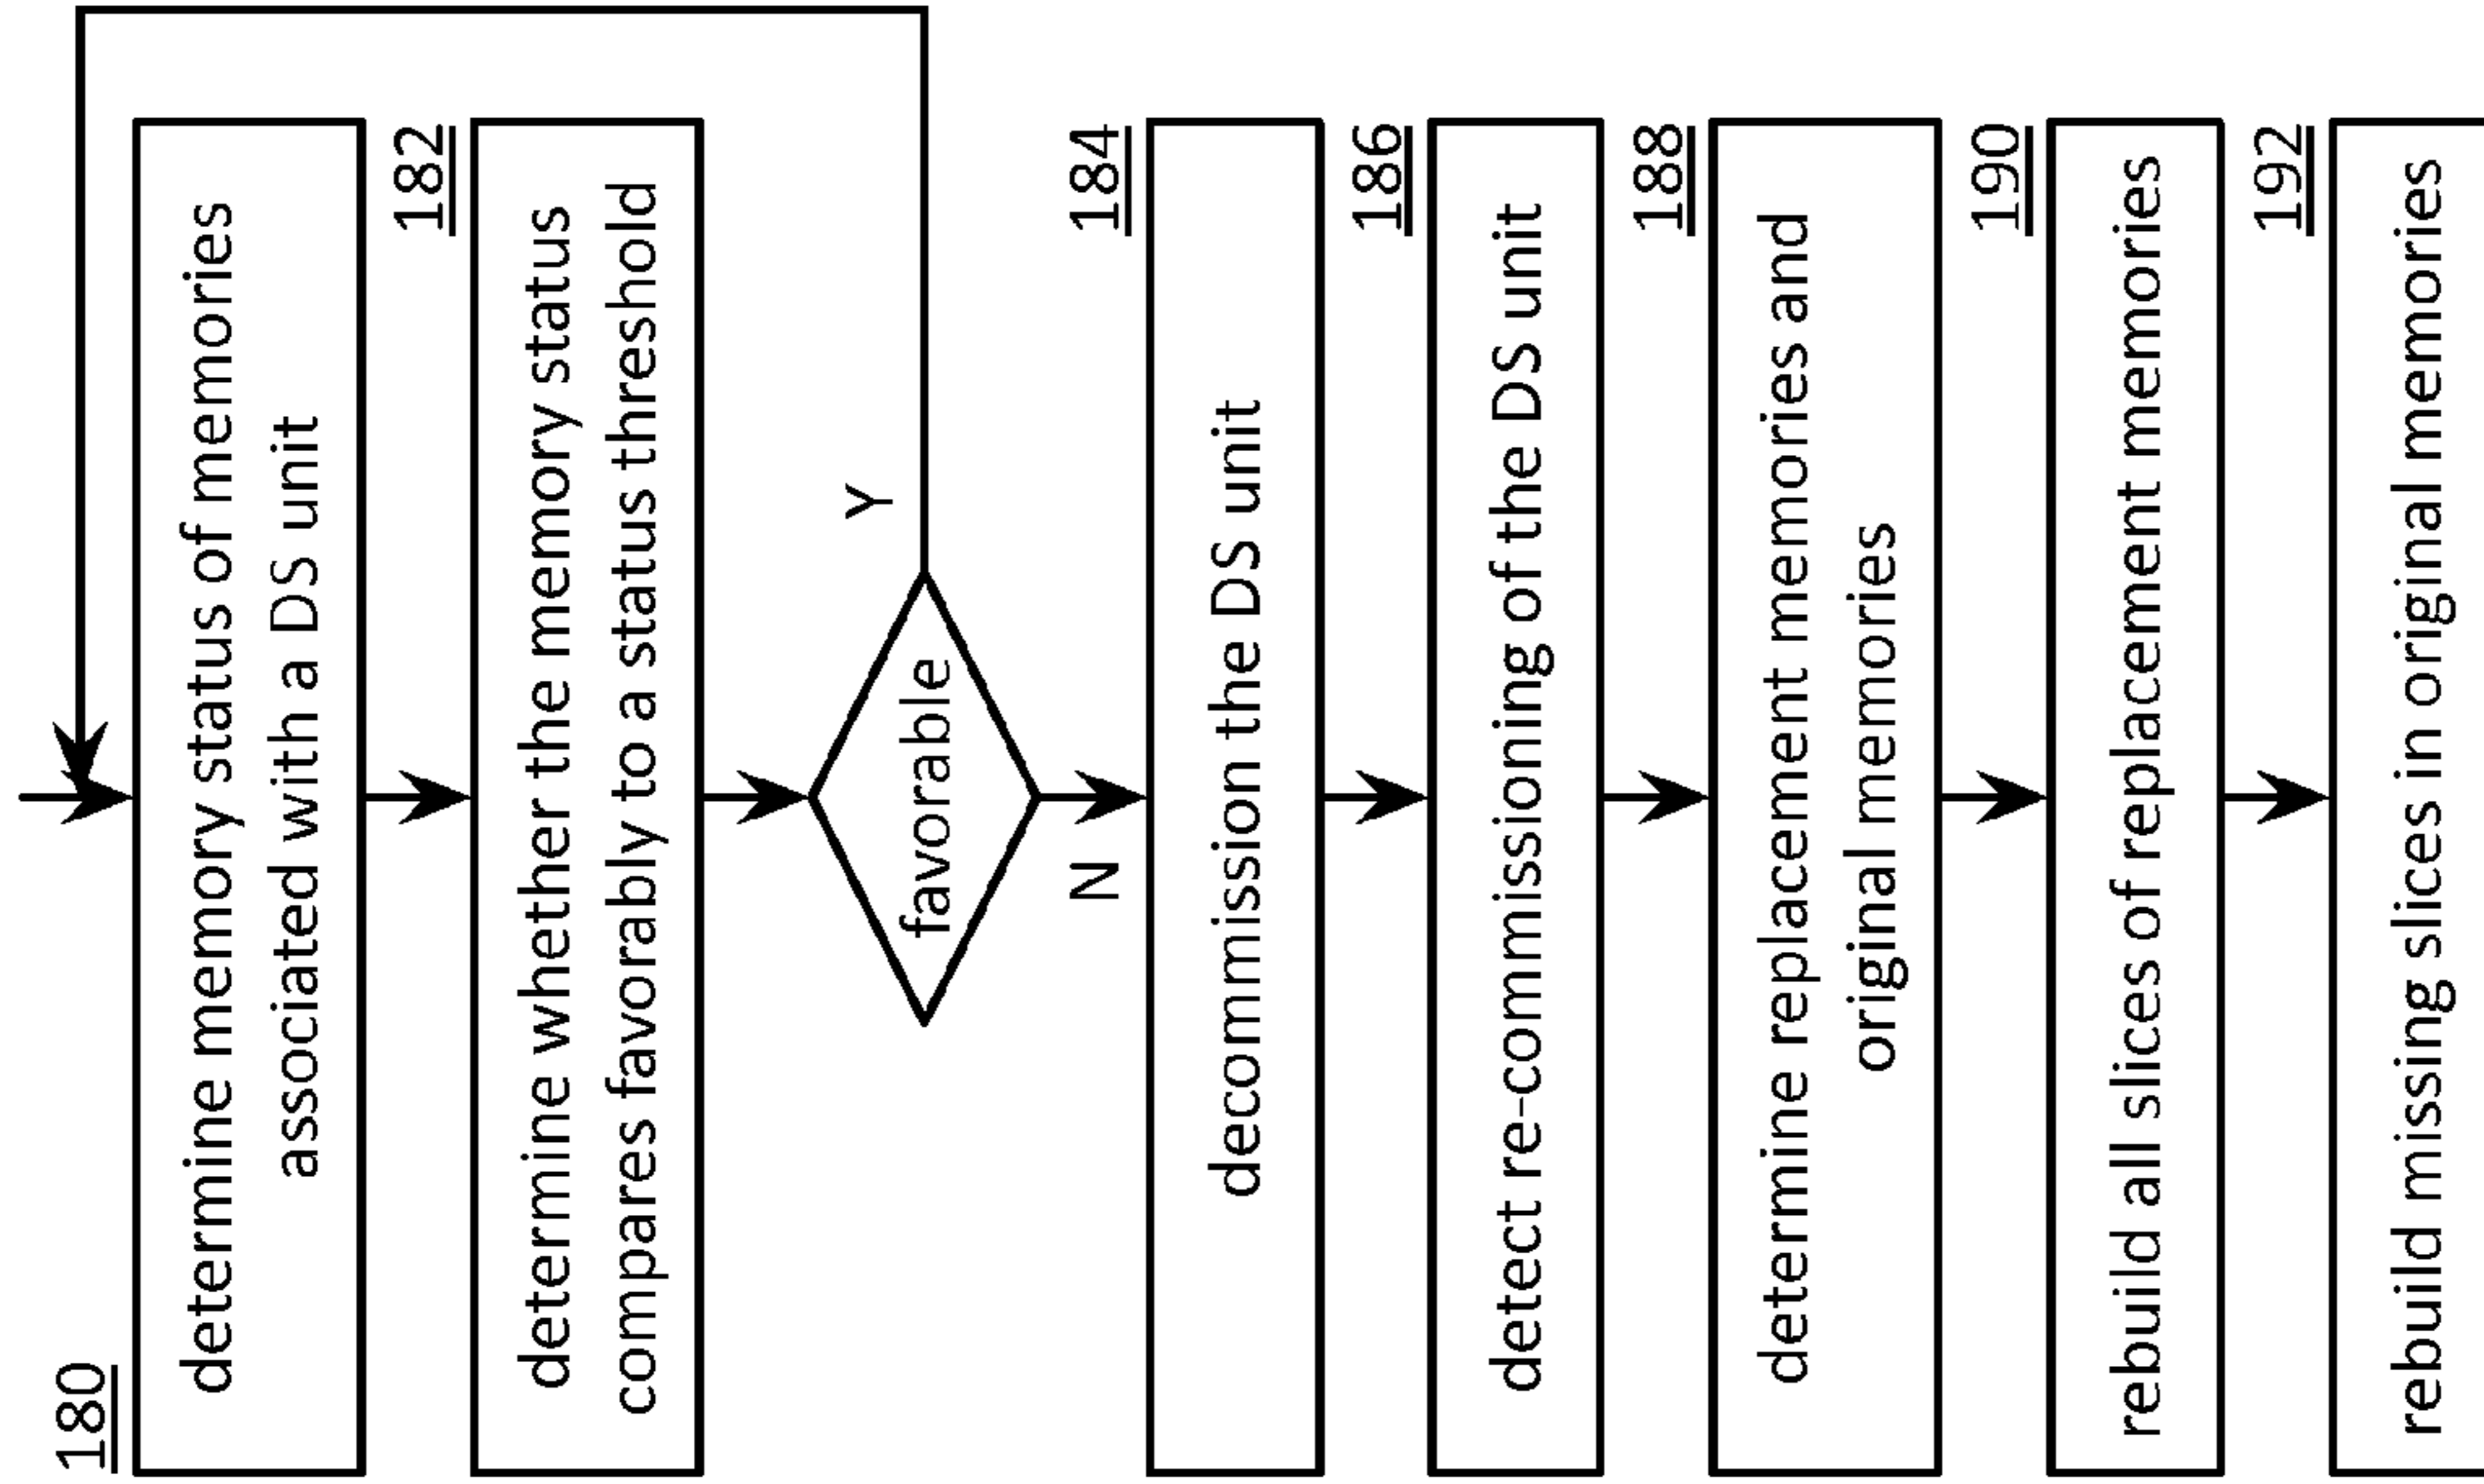 180
determine memory status of memories
associated with a DS unit
182
determine whether the memory status
compares favorably to a status threshold
favorable
Y
N
184
decommission the DS unit
186
detect re-commissioning of the DS unit
188
determine replacement memories and
original memories
190
rebuild all slices of replacement memories
192
rebuild missing slices in original memories